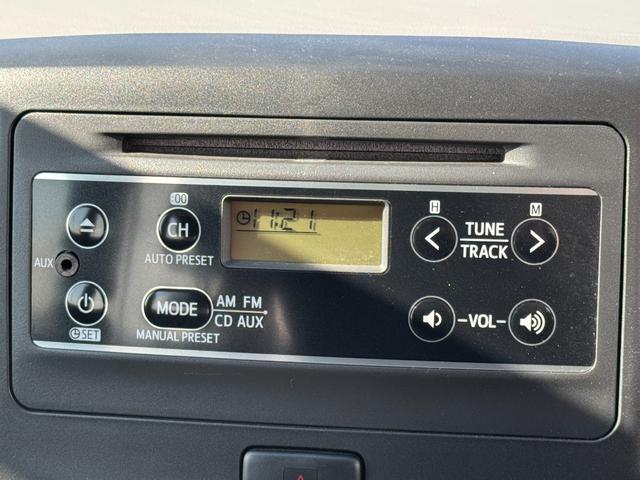 :00
H
M
CH
11:21
TUNE
TRACK
AUTO PRESET
AUX
MODE
AM FM
CD AUX
VOL
SET
MANUAL PRESET